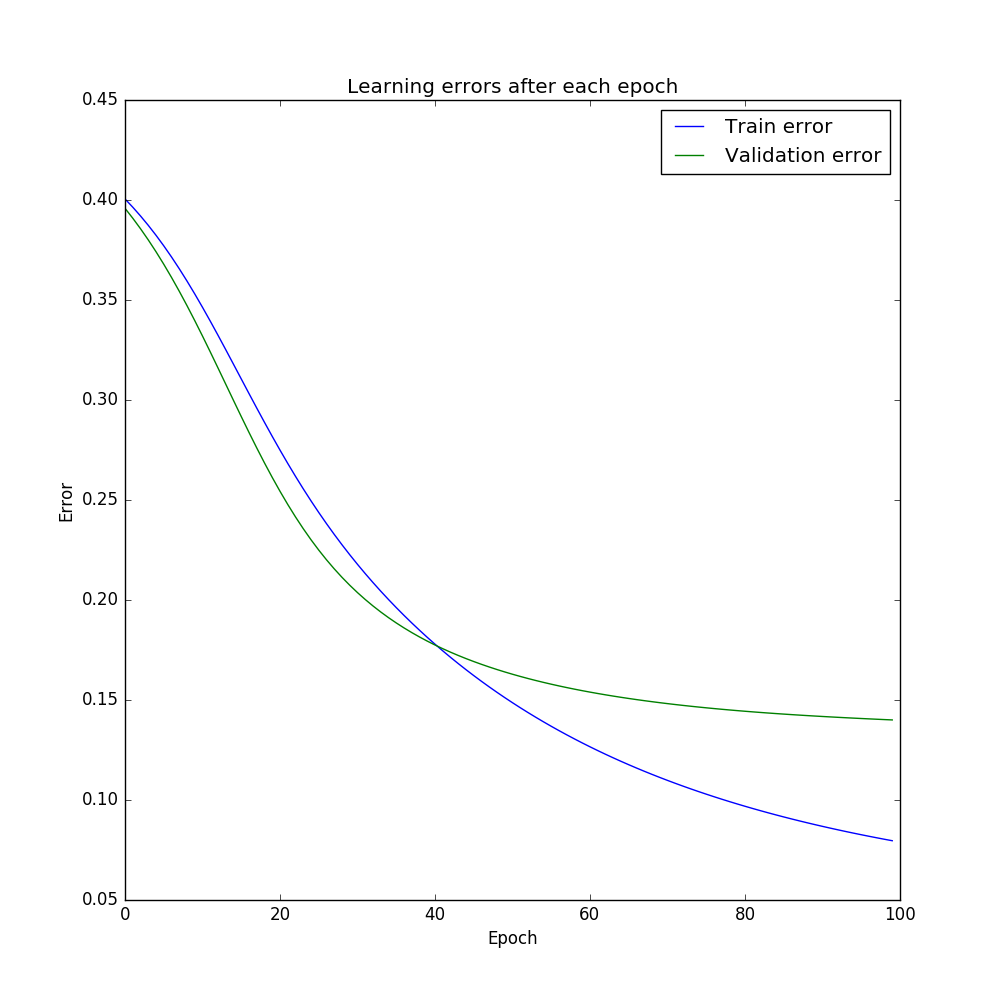 Learning errors after each epoch
Train error
Validation error
0.45
0.40
0.35
0.30
0.25
0.20
0.15
0.10
0.05
Error
0 20 40 60 80 100
Epoch